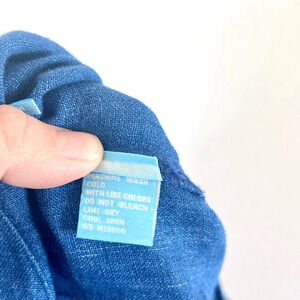 MACHINE WASH
COLD
WITH LIKE COLORS
DO NOT BLEACH
LINE DRY
COOL IRON
AS NEEDED